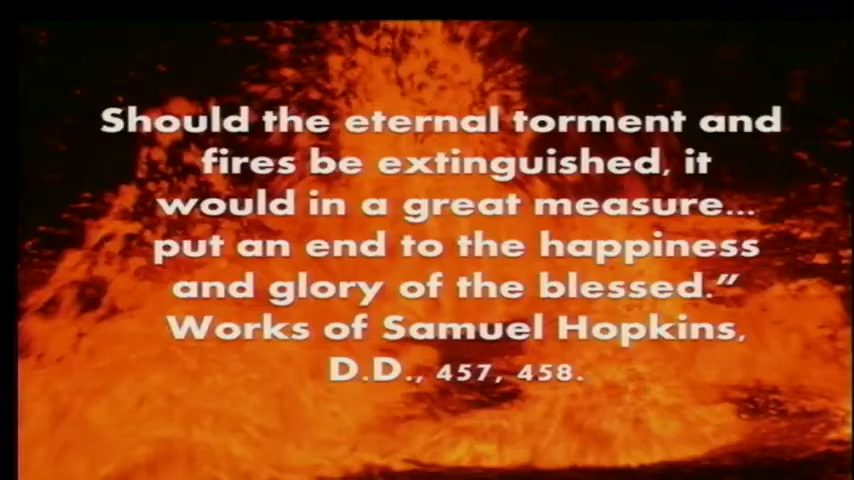 Should the eternal torment and
fires be extinguished, it
would in a great measure...
put an end to the happiness
and glory of the blessed.”
Works of Samuel Hopkins,
D.D., 457, 458.